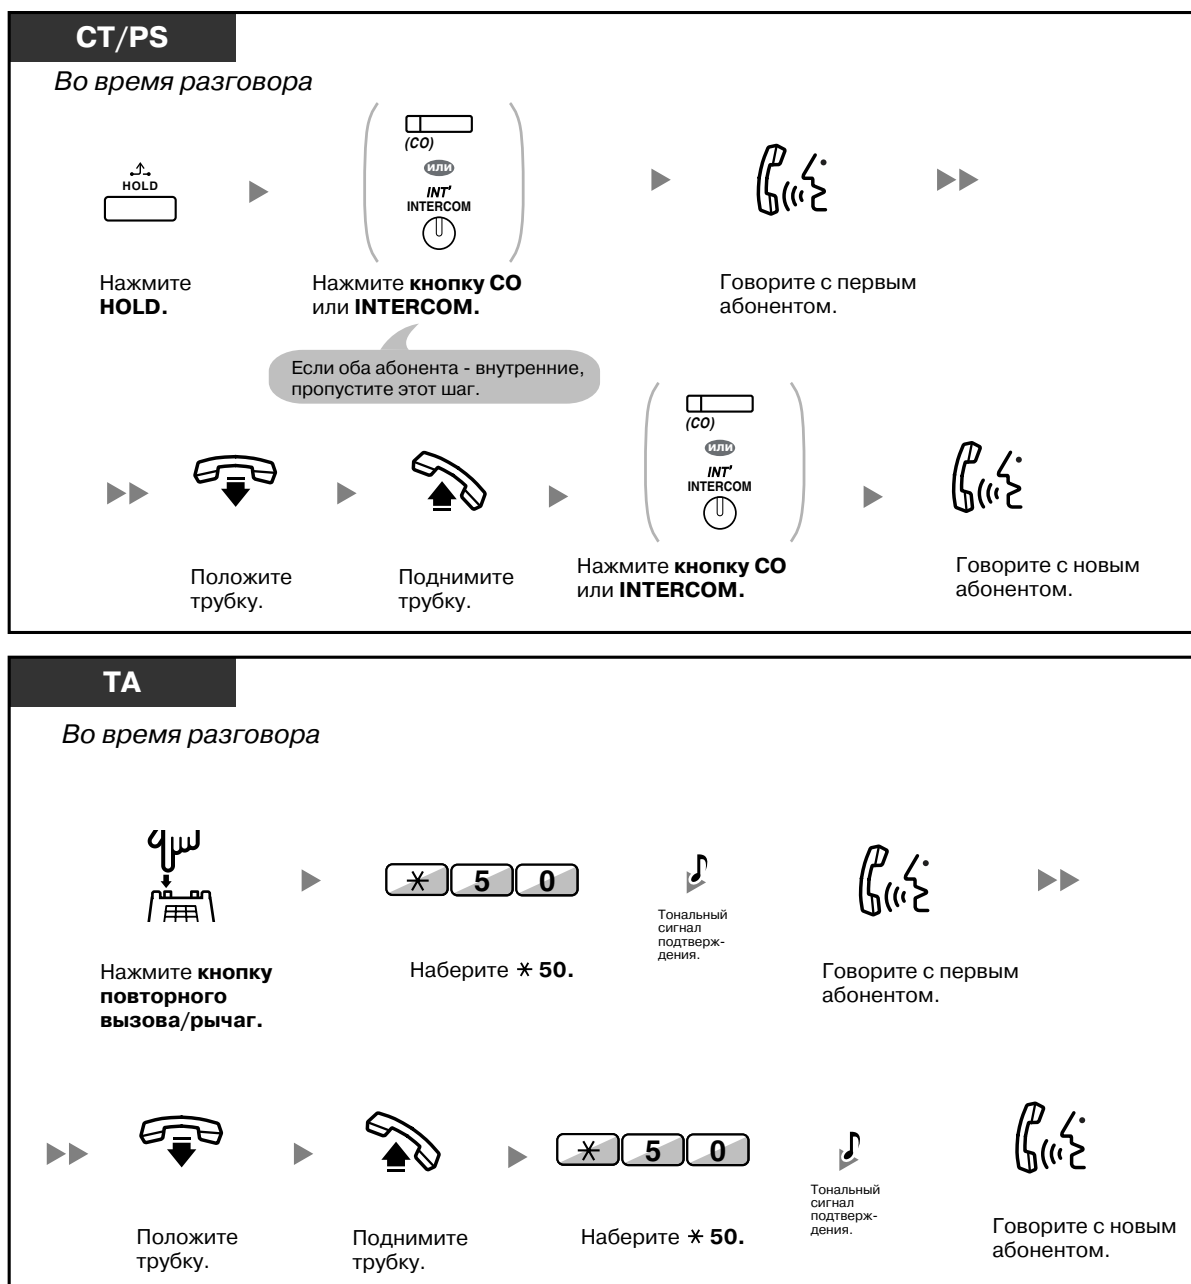 СТ/PS
Во время разговора
HOLD
(CO)
или
INT'
INTERCOM
Нажмите
HOLD.
Нажмите кнопку CO
или INTERCOM.
Говорите с первым
абонентом.
Если оба абонента - внутренние,
пропустите этот шаг.
(CO)
или
INT'
INTERCOM
Положите
трубку.
Поднимите
трубку.
Нажмите кнопку CO
или INTERCOM.
Говорите с новым
абонентом.
ТА
Во время разговора
* 5 0
Тональный
сигнал
подтверж-
дения.
Нажмите кнопку
повторного
вызова/рычаг.
Наберите * 50.
Говорите с первым
абонентом.
* 5 0
Тональный
сигнал
подтверж-
дения.
Положите
трубку.
Поднимите
трубку.
Наберите * 50.
Говорите с новым
абонентом.